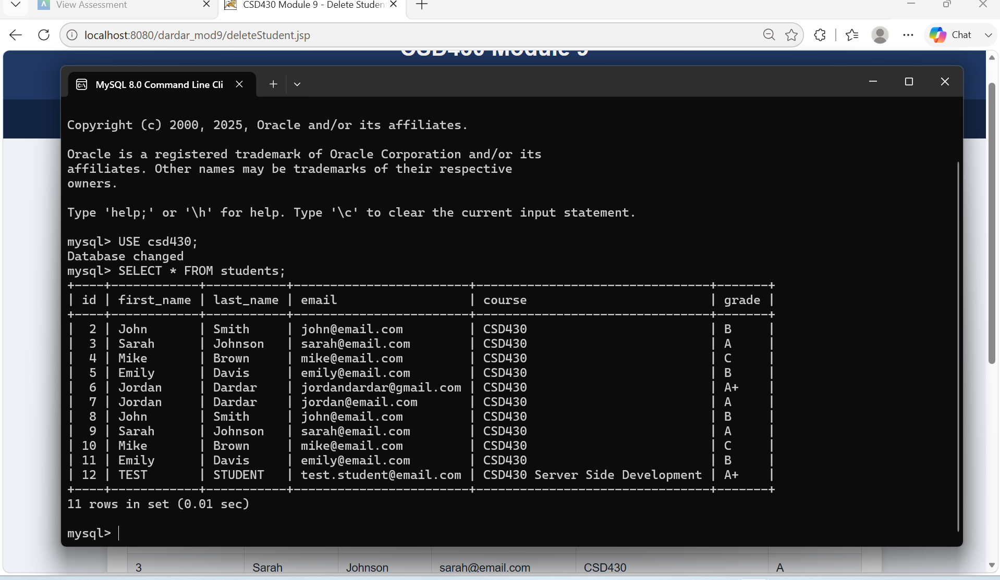 View Assessment
CSD430 Module 9 - Delete Studen
localhost:8080/dardar_mod9/deleteStudent.jsp
Chat
CSD430 Module 9
MySQL 8.0 Command Line Cli
Copyright (c) 2000, 2025, Oracle and/or its affiliates.
Oracle is a registered trademark of Oracle Corporation and/or its
affiliates. Other names may be trademarks of their respective
owners.
Type 'help;' or '\h' for help. Type '\c' to clear the current input statement.
mysql> USE csd430;
Database changed
mysql> SELECT * FROM students;
+----+------------+-----------+------------------------+--------------------------------+-------+
| id | first_name | last_name | email                  | course                         | grade |
+----+------------+-----------+------------------------+--------------------------------+-------+
|  2 | John       | Smith     | john@email.com         | CSD430                         | B     |
|  3 | Sarah      | Johnson   | sarah@email.com        | CSD430                         | A     |
|  4 | Mike       | Brown     | mike@email.com         | CSD430                         | C     |
|  5 | Emily      | Davis     | emily@email.com        | CSD430                         | B     |
|  6 | Jordan     | Dardar    | jordandardar@gmail.com | CSD430                         | A+    |
|  7 | Jordan     | Dardar    | jordan@email.com       | CSD430                         | A     |
|  8 | John       | Smith     | john@email.com         | CSD430                         | B     |
|  9 | Sarah      | Johnson   | sarah@email.com        | CSD430                         | A     |
| 10 | Mike       | Brown     | mike@email.com         | CSD430                         | C     |
| 11 | Emily      | Davis     | emily@email.com        | CSD430                         | B     |
| 12 | TEST       | STUDENT   | test.student@email.com | CSD430 Server Side Development | A+    |
+----+------------+-----------+------------------------+--------------------------------+-------+
11 rows in set (0.01 sec)
mysql>
3 Sarah Johnson sarah@email.com CSD430 A